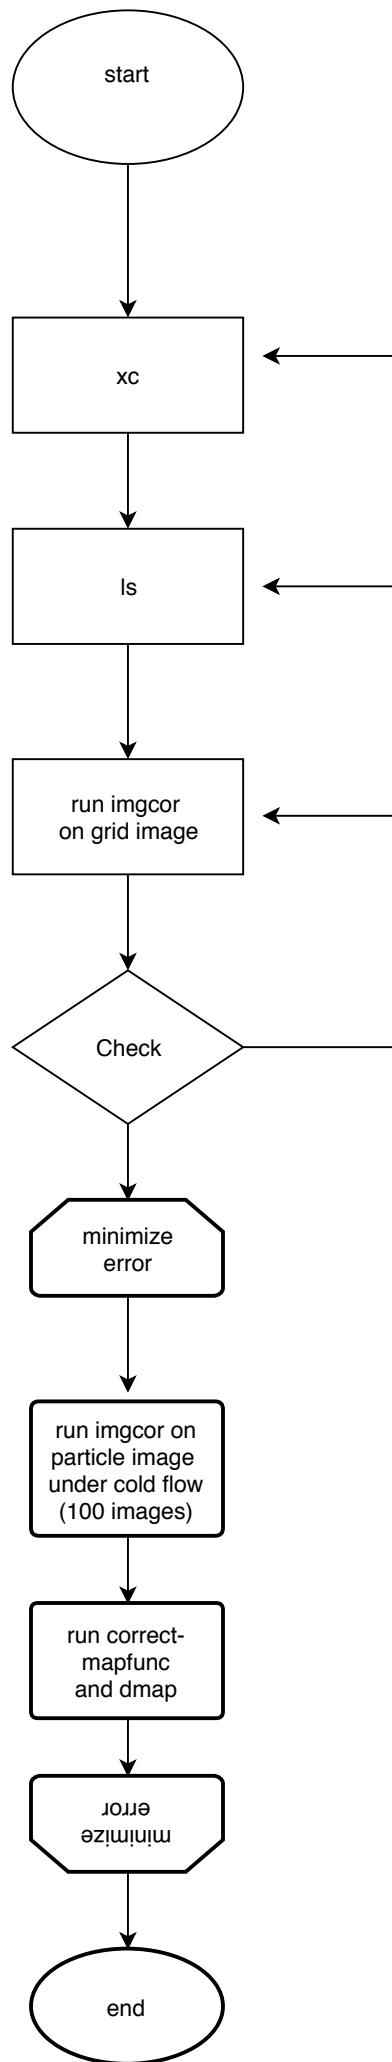 start
xc
ls
run imgcor
on grid image
Check
minimize
error
run imgcor on
particle image
under cold flow
(100 images)
run correct-
mapfunc
and dmap
minimize
error
end